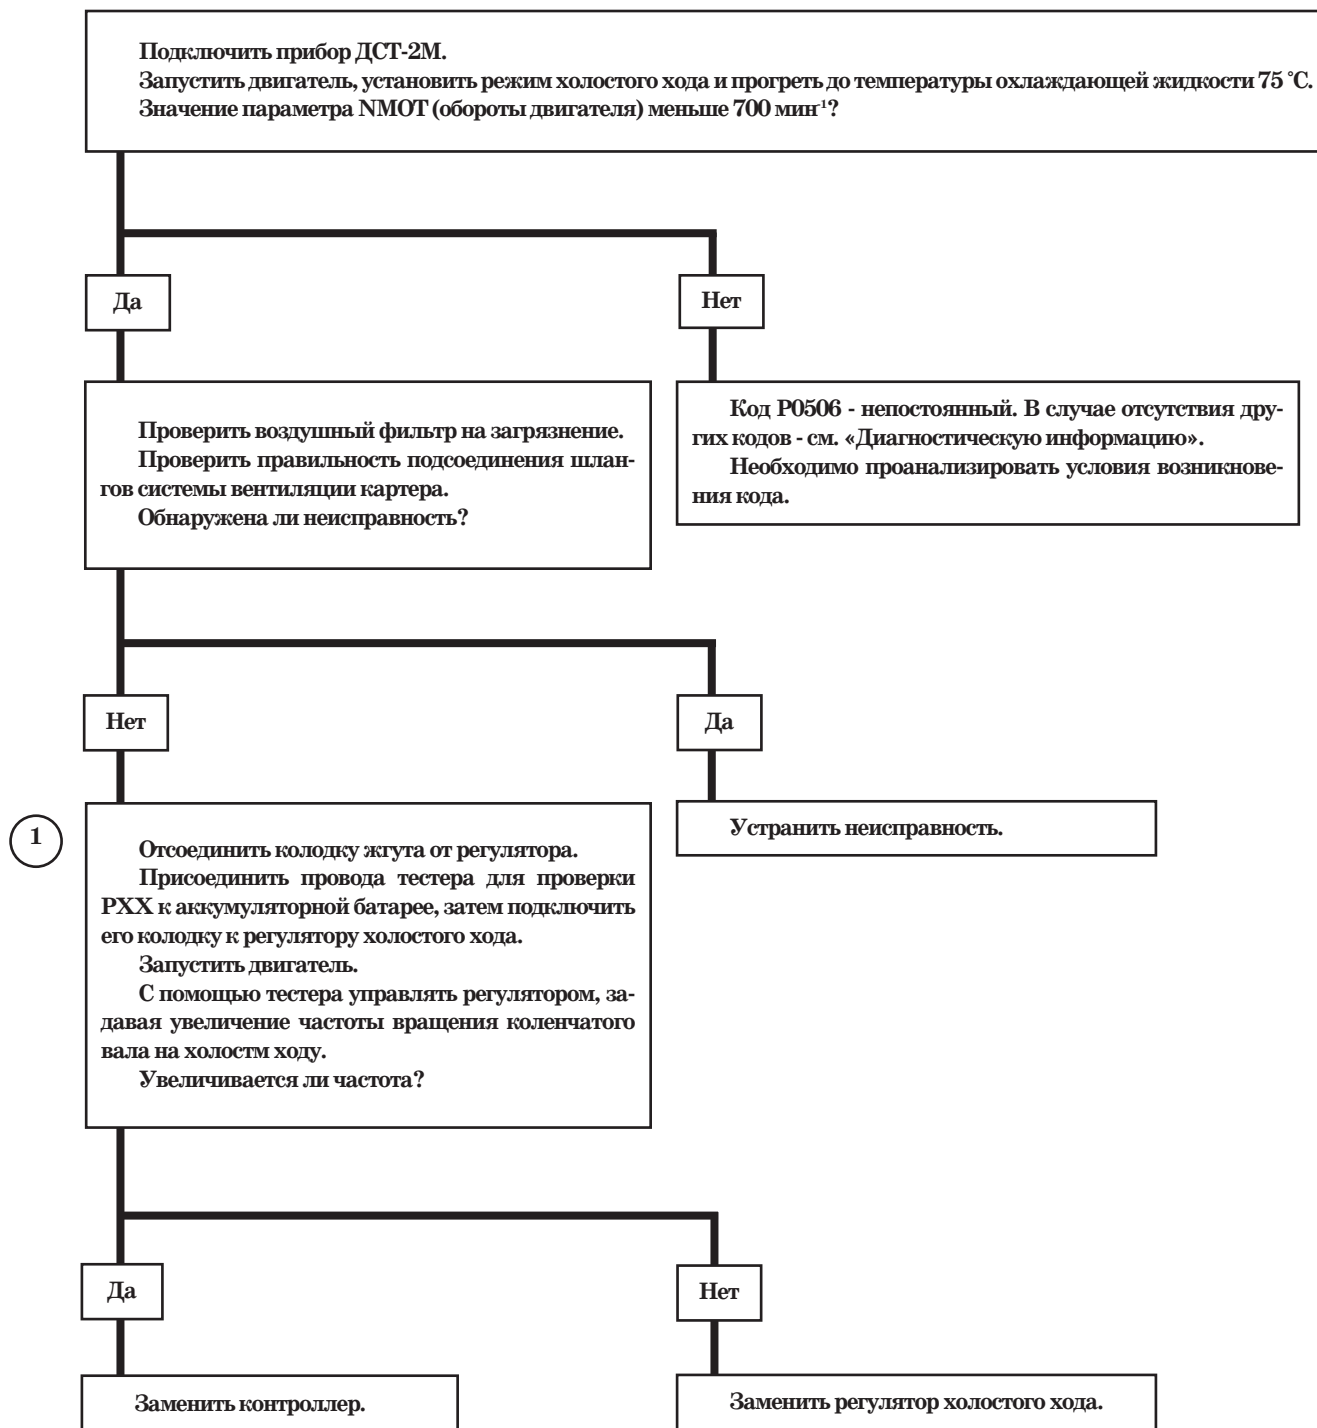 Подключить прибор ДСТ-2М.
Запустить двигатель, установить режим холостого хода и прогреть до температуры охлаждающей жидкости 75 °С.
Значение параметра NMOT (обороты двигателя) меньше 700 мин⁻¹?
Да
Нет
Проверить воздушный фильтр на загрязнение.
Проверить правильность подсоединения шлан-
гов системы вентиляции картера.
Обнаружена ли неисправность?
Код Р0506 - непостоянный. В случае отсутствия дру-
гих кодов - см. «Диагностическую информацию».
Необходимо проанализировать условия возникнове-
ния кода.
Нет
Да
1
Отсоединить колодку жгута от регулятора.
Присоединить провода тестера для проверки
РХХ к аккумуляторной батарее, затем подключить
его колодку к регулятору холостого хода.
Запустить двигатель.
С помощью тестера управлять регулятором, за-
давая увеличение частоты вращения коленчатого
вала на холостм ходу.
Увеличивается ли частота?
Устранить неисправность.
Да
Нет
Заменить контроллер.
Заменить регулятор холостого хода.